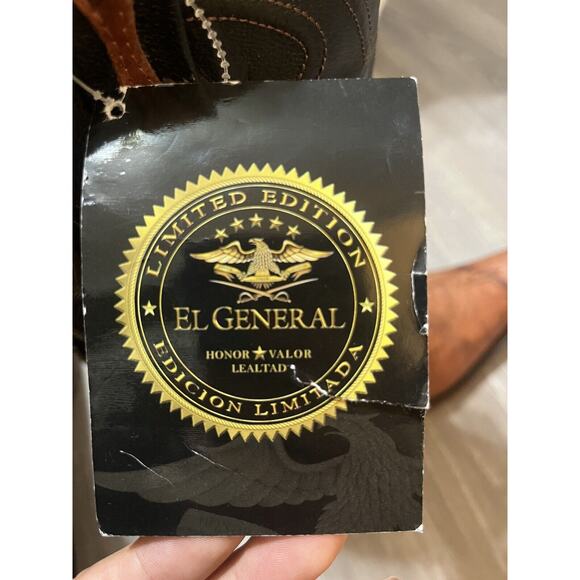 LIMITED EDITION
EL GENERAL
HONOR ★ VALOR
LEALTAD
EDICION LIMITADA